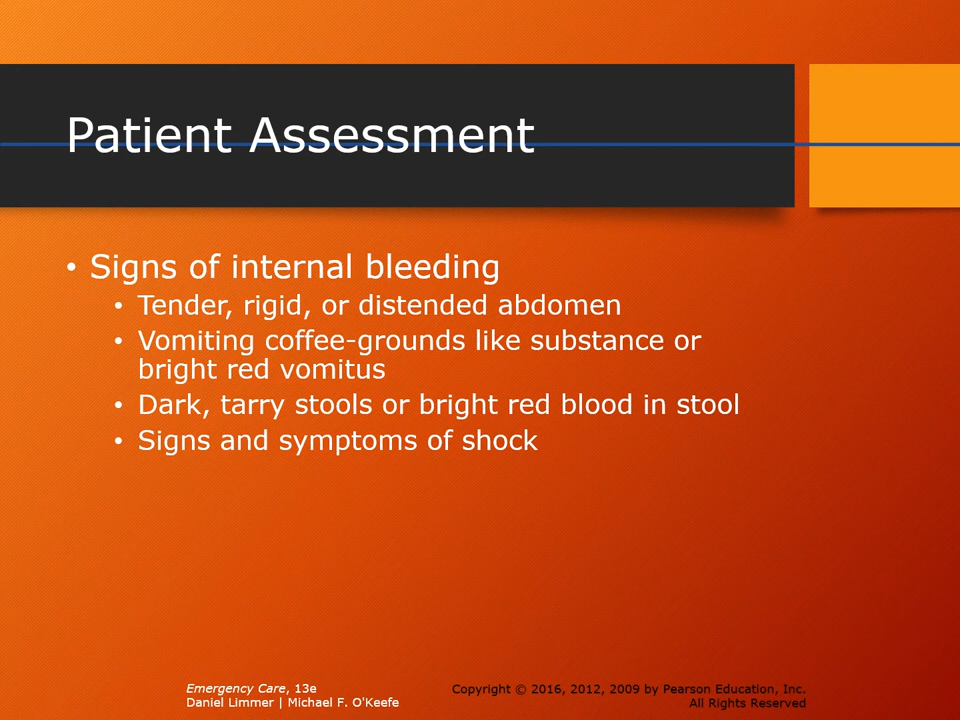 Patient Assessment
• Signs of internal bleeding
• Tender, rigid, or distended abdomen
• Vomiting coffee-grounds like substance or
bright red vomitus
• Dark, tarry stools or bright red blood in stool
• Signs and symptoms of shock
Emergency Care, 13e
Daniel Limmer | Michael F. O'Keefe
Copyright © 2016, 2012, 2009 by Pearson Education, Inc.
All Rights Reserved